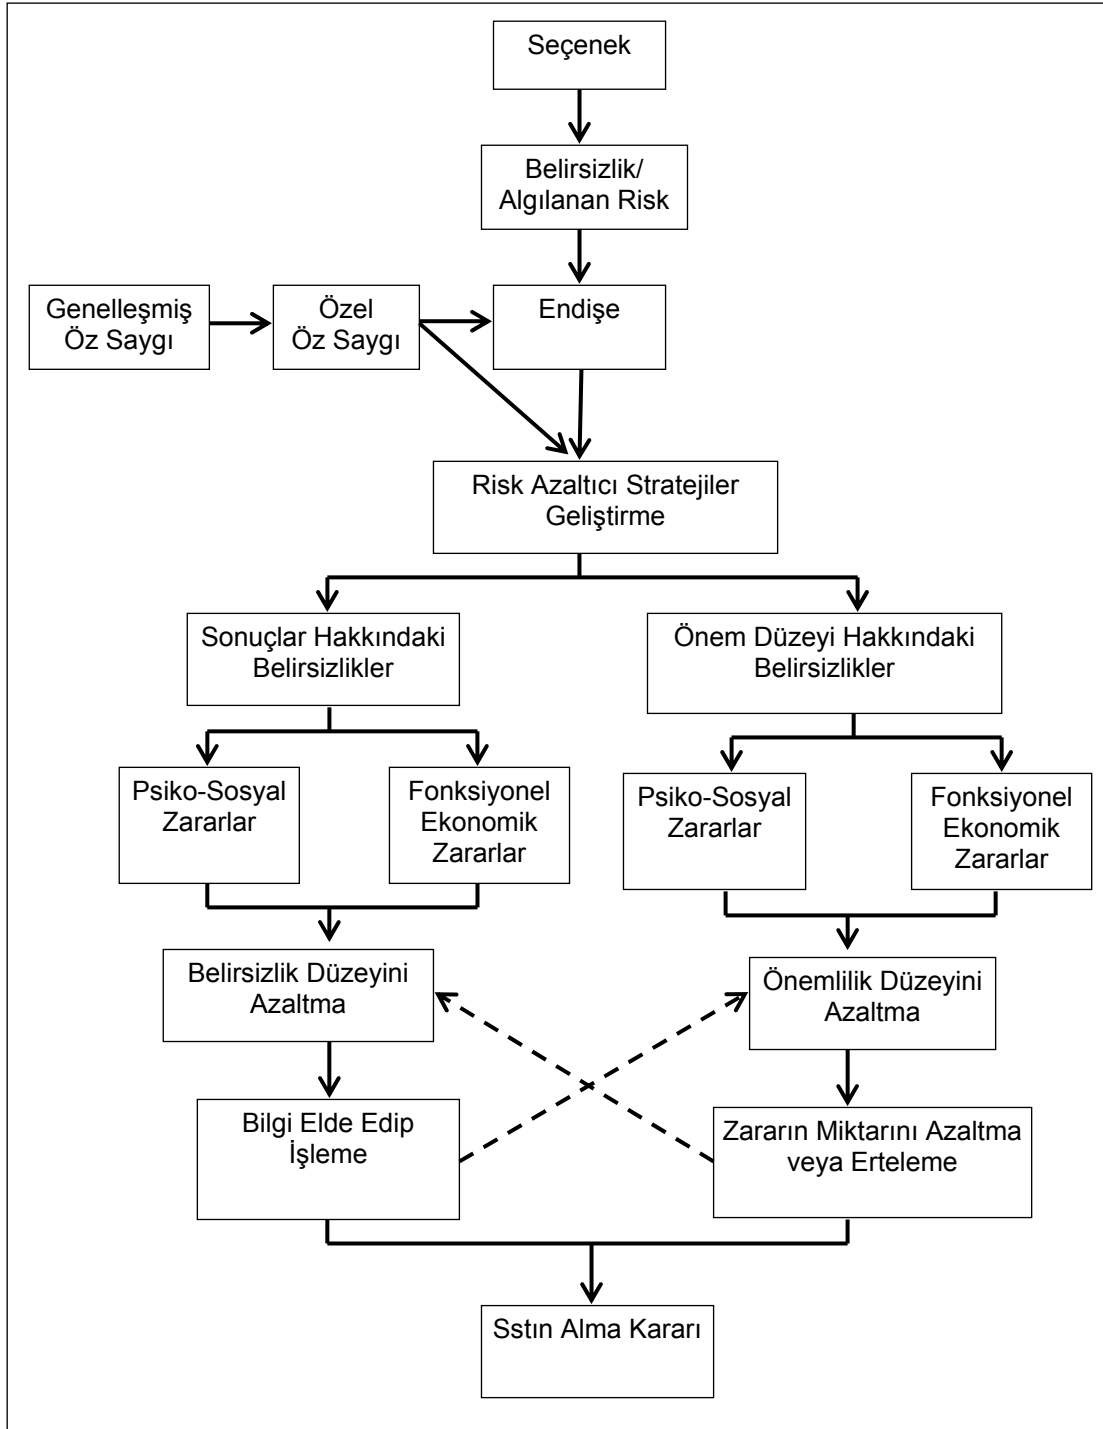 Seçenek
Belirsizlik/
Algılanan Risk
Genelleşmiş
Öz Saygı
Özel
Öz Saygı
Endişe
Risk Azaltıcı Stratejiler
Geliştirme
Sonuçlar Hakkındaki
Belirsizlikler
Önem Düzeyi Hakkındaki
Belirsizlikler
Psiko-Sosyal
Zararlar
Fonksiyonel
Ekonomik
Zararlar
Psiko-Sosyal
Zararlar
Fonksiyonel
Ekonomik
Zararlar
Belirsizlik Düzeyini
Azaltma
Önemlilik Düzeyini
Azaltma
Bilgi Elde Edip
İşleme
Zararın Miktarını Azaltma
veya Erteleme
Sstın Alma Kararı